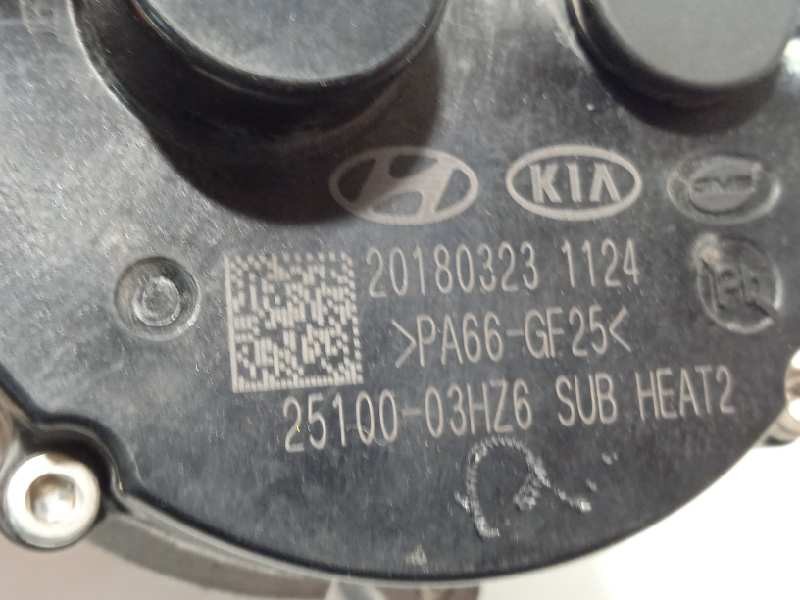 KIA
20180323 1124
>PA66-GF25<
25100-03HZ6 SUB HEAT2